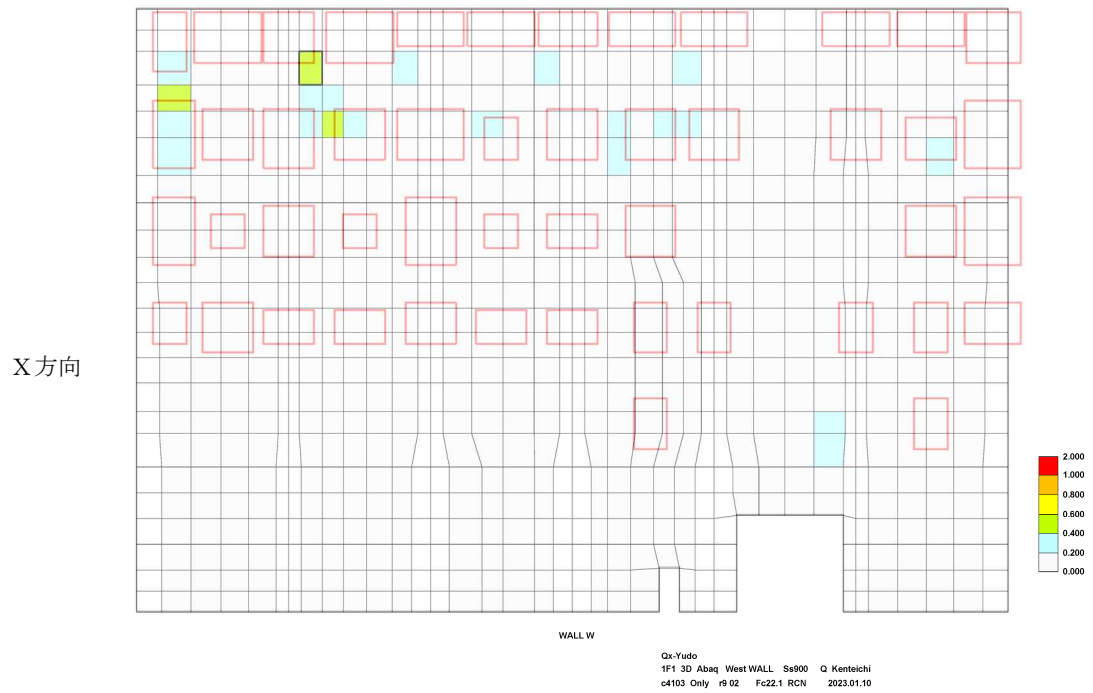 X方向
2.000
1.000
0.800
0.600
0.400
0.200
0.000
WALL W
Qx-Yudo
1F1 3D Abaq West WALL Ss900 Q Kenteichi
c4103 Only r9 02 Fc22.1 RCN 2023.01.10